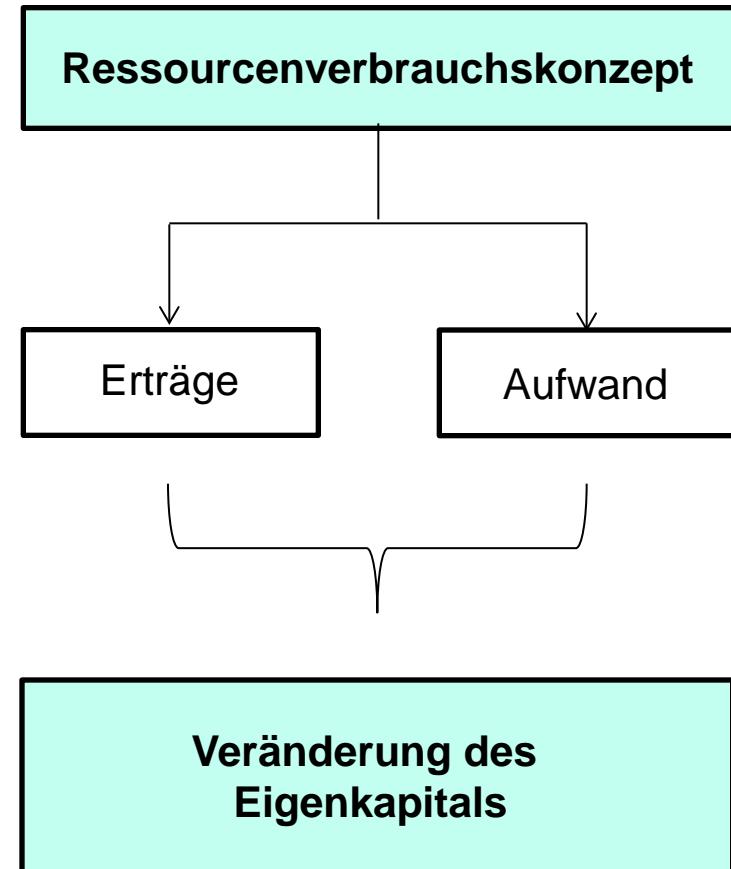 Ressourcenverbrauchskonzept
Erträge
Aufwand
Veränderung des
Eigenkapitals